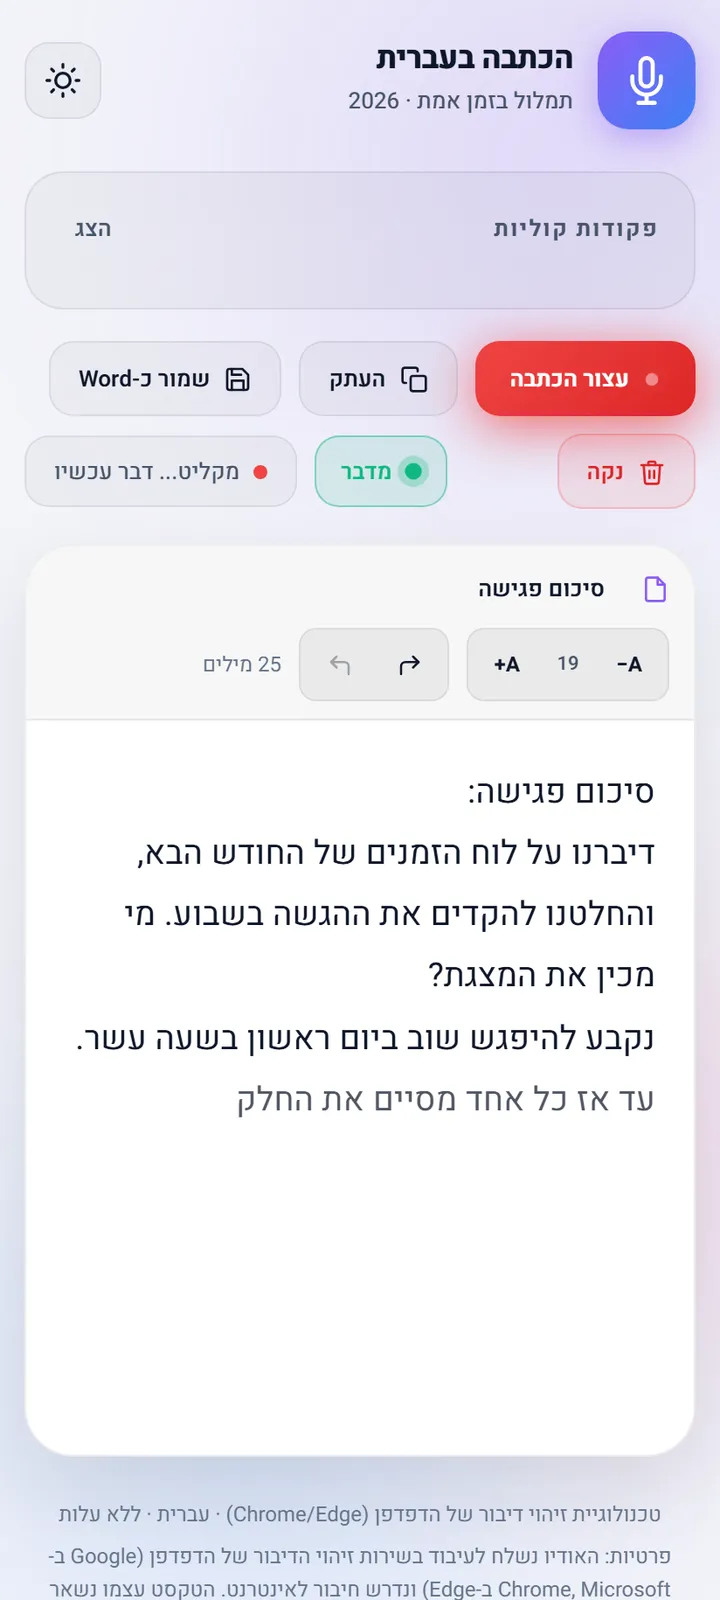 הכתבה בעברית
תמלול בזמן אמת · 2026
פקודות קוליות
הצג
עצור הכתבה
העתק
שמור כ-Word
נקה
מדבר
מקליט... דבר עכשיו
סיכום פגישה
A−
19
A+
25 מילים
סיכום פגישה:
דיברנו על לוח הזמנים של החודש הבא,
והחלטנו להקדים את ההגשה בשבוע. מי
מכין את המצגת?
נקבע להיפגש שוב ביום ראשון בשעה עשר.
עד אז כל אחד מסיים את החלק
טכנולוגיית זיהוי דיבור של הדפדפן (Chrome/Edge) · עברית · ללא עלות
פרטיות: האודיו נשלח לעיבוד בשירות זיהוי הדיבור של הדפדפן (Google ב-
Chrome, Microsoft ב-Edge) ונדרש חיבור לאינטרנט. הטקסט עצמו נשאר